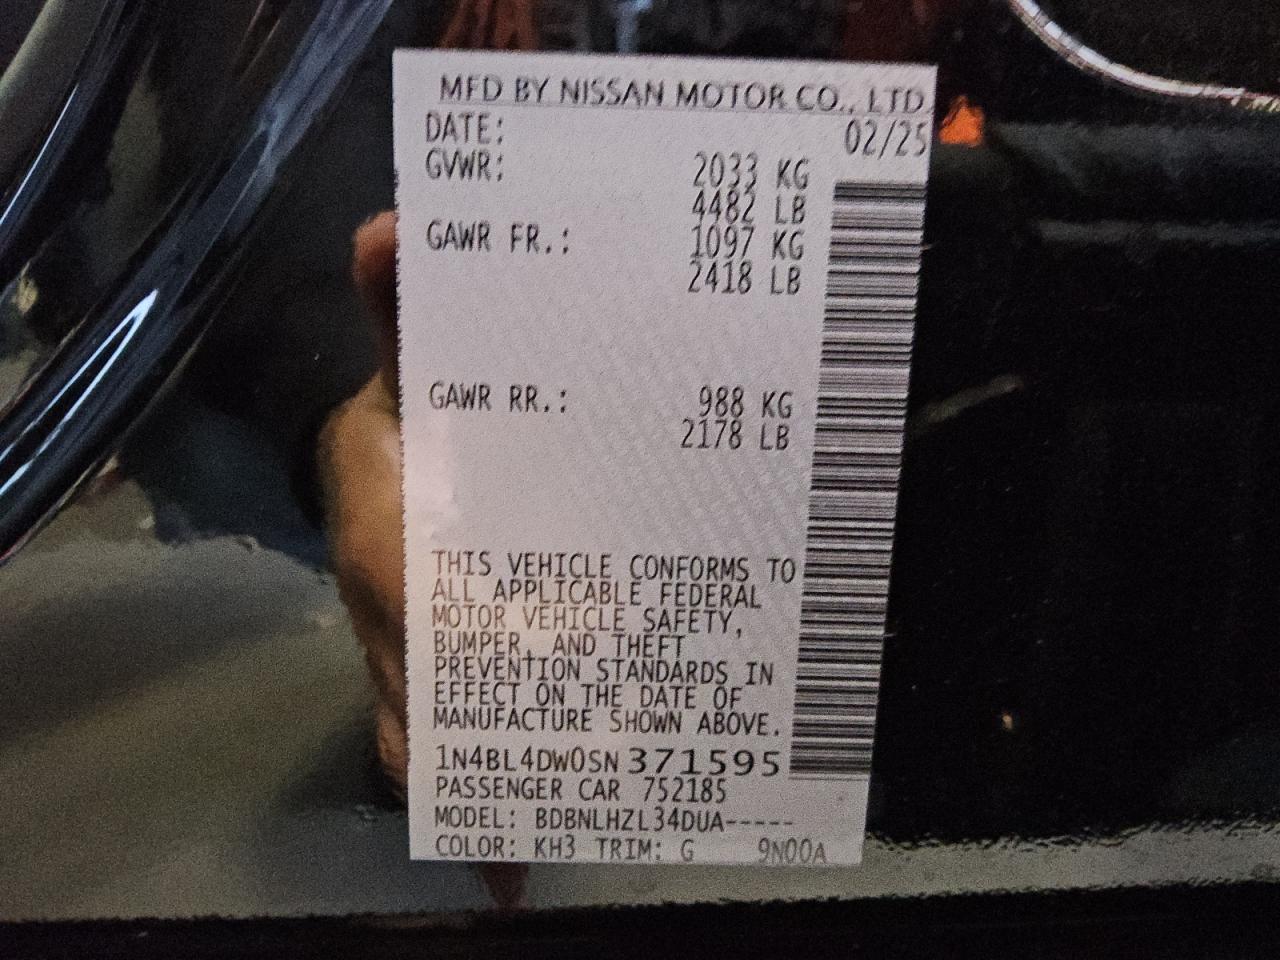 MFD BY NISSAN MOTOR CO., LTD.
DATE: 02/25
GVWR: 2033 KG
4482 LB
GAWR FR.: 1097 KG
2418 LB
GAWR RR.: 988 KG
2178 LB
THIS VEHICLE CONFORMS TO
ALL APPLICABLE FEDERAL
MOTOR VEHICLE SAFETY,
BUMPER, AND THEFT
PREVENTION STANDARDS IN
EFFECT ON THE DATE OF
MANUFACTURE SHOWN ABOVE.
1N4BL4DW0SN371595
PASSENGER CAR 752185
MODEL: BDBNLHZL34DUA-----
COLOR: KH3 TRIM: G 9N00A